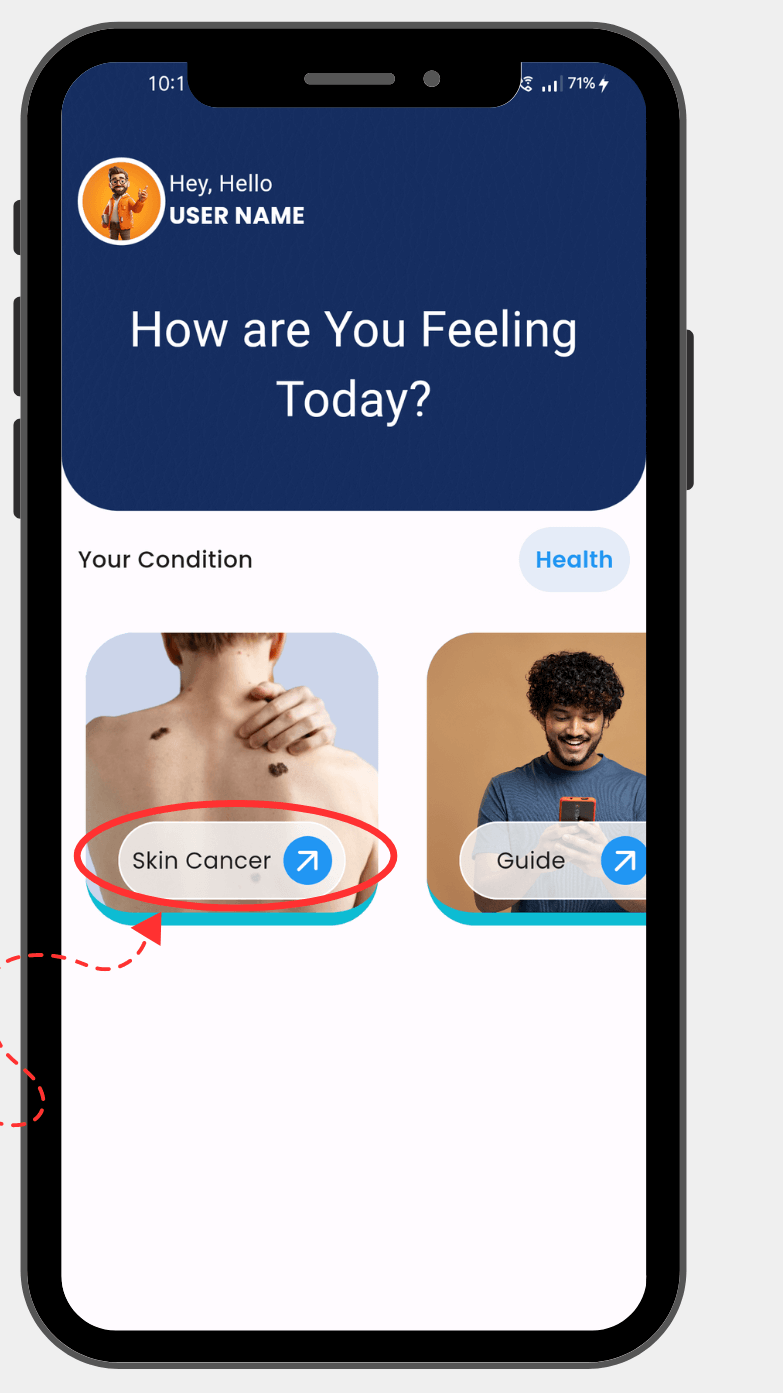 10:1
71%
Hey, Hello
USER NAME
How are You Feeling
Today?
Your Condition
Health
Skin Cancer
Guide